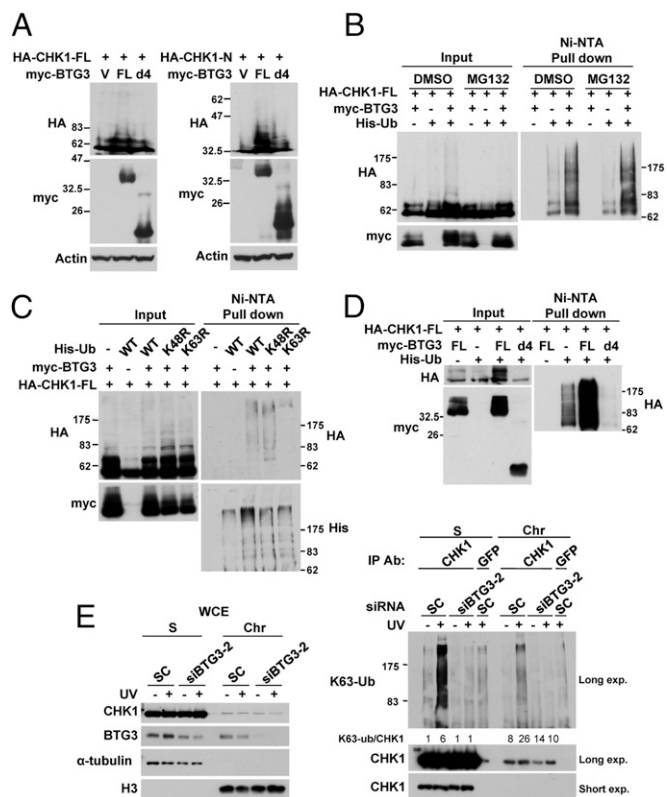 A
HA-CHK1-FL + + +
myc-BTG3 V FL d4
HA
83
62
47
myc
32.5
26
Actin
HA-CHK1-N + + +
myc-BTG3 V FL d4
62
HA
47
32.5
myc
32.5
26
Actin
B
Input
Ni-NTA
Pull down
DMSO MG132 DMSO MG132
HA-CHK1-FL + + + + + + + + + + + +
myc-BTG3 + - + + - + + - + + - +
His-Ub - + + - + + - + + - + +
HA
175
83
62
175
83
62
myc
C
Input
Ni-NTA
Pull down
His-Ub - WT WT K48R K63R - WT WT K48R K63R
myc-BTG3 + - + + + + - + + +
HA-CHK1-FL + + + + + + + + + +
HA
175
83
62
175
83
62
HA
myc
175
83
62
His
D
Input
Ni-NTA
Pull down
HA-CHK1-FL + + + + + + + +
myc-BTG3 FL - FL d4 FL - FL d4
His-Ub - + + + - + + +
HA
myc
32.5
26
175
83
62
HA
E
WCE
S Chr
SC siBTG3-2 SC siBTG3-2
UV - + - + - + - +
CHK1
BTG3
α-tubulin
H3
S Chr
IP Ab: CHK1 GFP CHK1 GFP
siRNA SC siBTG3-2 SC SC siBTG3-2 SC
UV - + - + + - + - + +
K63-Ub
175
83
Long exp.
K63-ub/CHK1 1 6 1 1 8 26 14 10
CHK1 Long exp.
CHK1 Short exp.